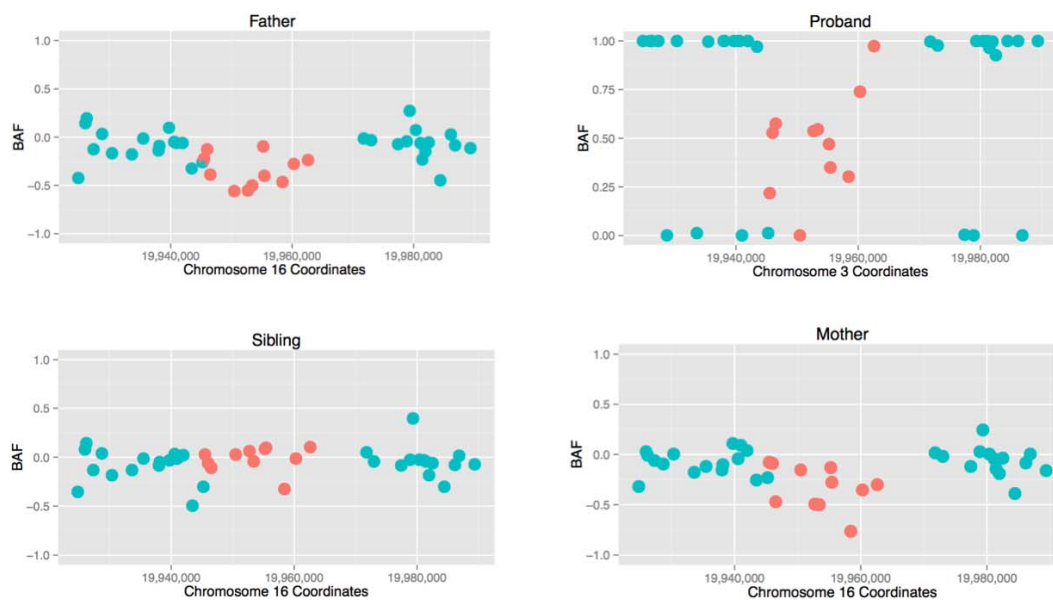 Father
1.0
0.5
0.0
−0.5
−1.0
BAF
19,940,000 19,960,000 19,980,000
Chromosome 16 Coordinates
Proband
1.00
0.75
0.50
0.25
0.00
BAF
19,940,000 19,960,000 19,980,000
Chromosome 3 Coordinates
Sibling
1.0
0.5
0.0
−0.5
−1.0
BAF
19,940,000 19,960,000 19,980,000
Chromosome 16 Coordinates
Mother
1.0
0.5
0.0
−0.5
−1.0
BAF
19,940,000 19,960,000 19,980,000
Chromosome 16 Coordinates